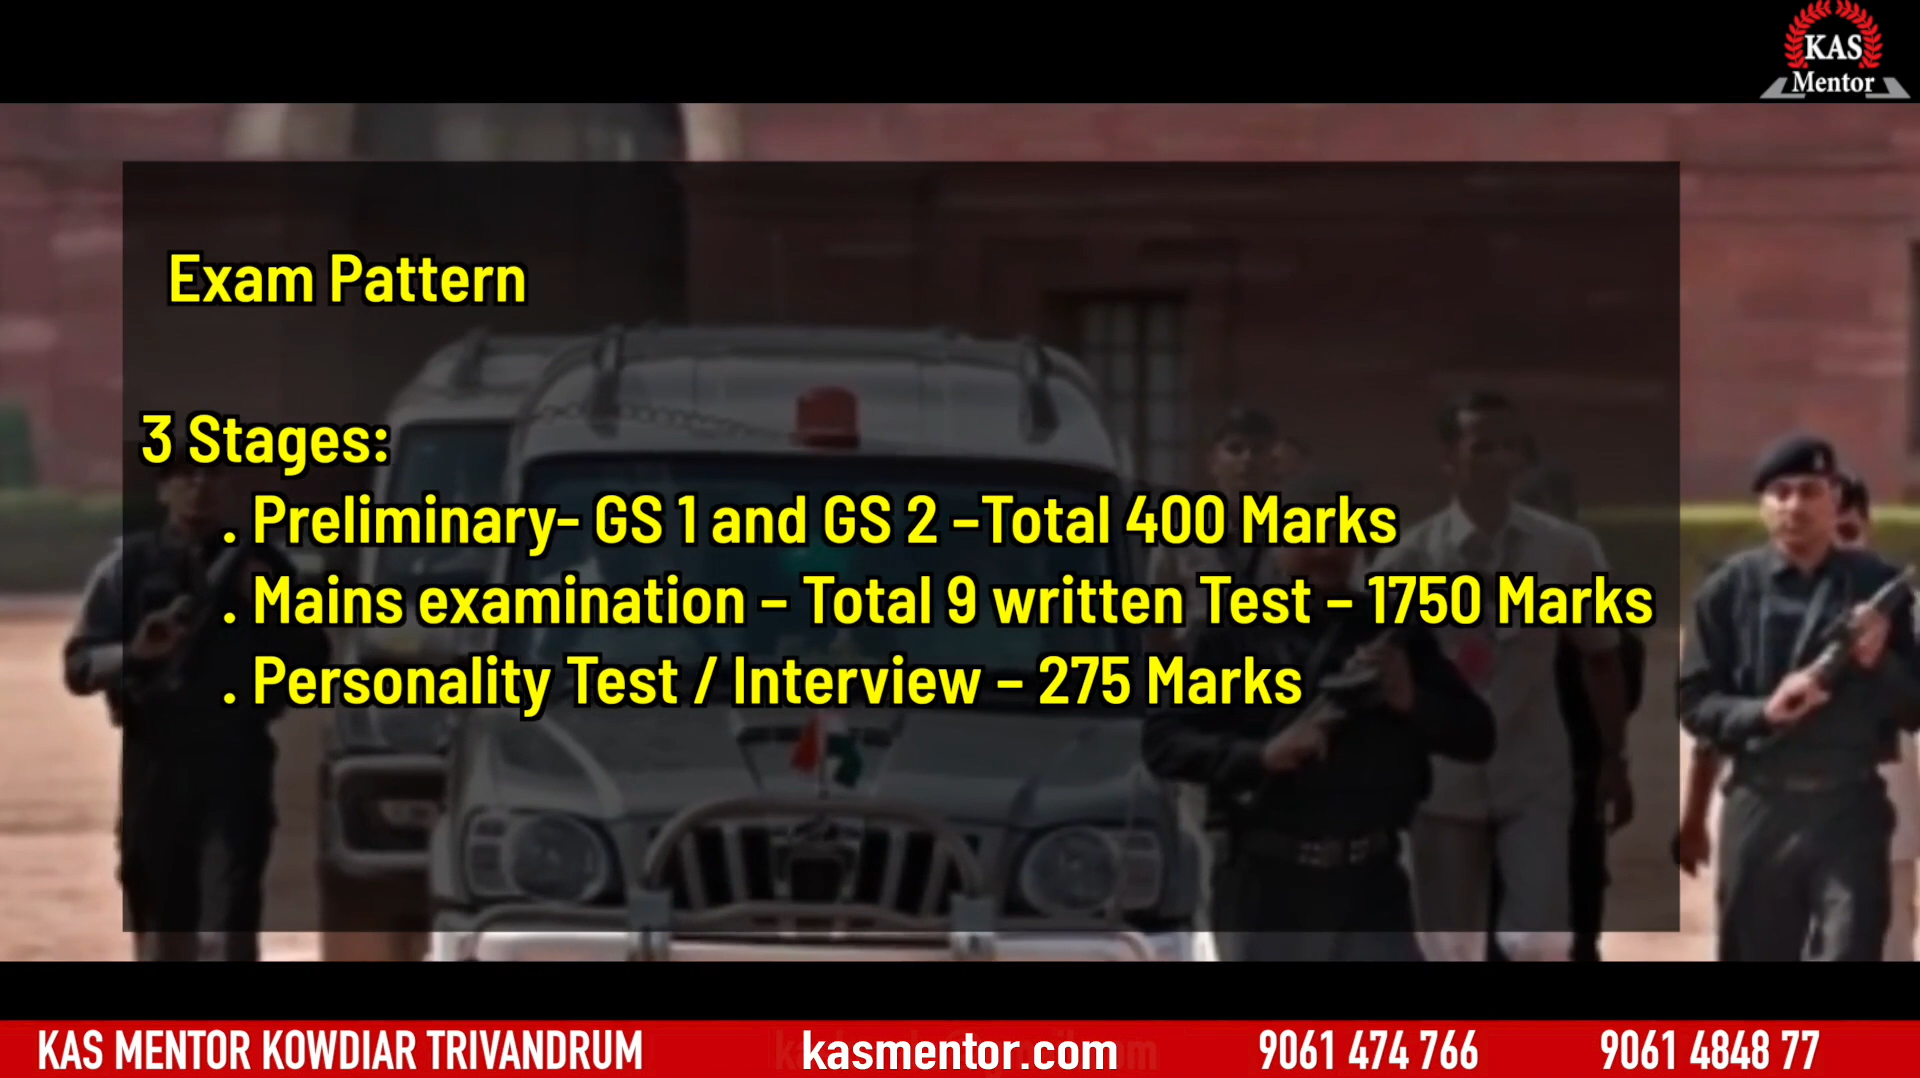 KAS
Mentor
Exam Pattern
3 Stages:
. Preliminary- GS 1 and GS 2 –Total 400 Marks
. Mains examination – Total 9 written Test – 1750 Marks
. Personality Test / Interview – 275 Marks
KAS MENTOR KOWDIAR TRIVANDRUM kasmentor.com 9061 474 766 9061 4848 77